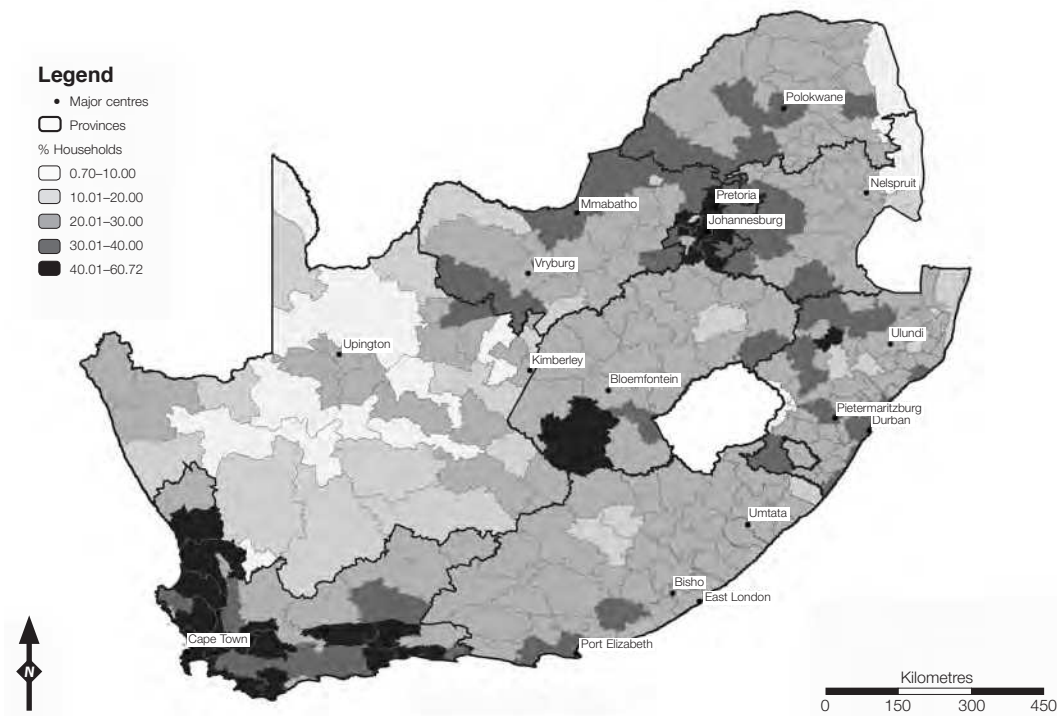 Legend
Major centres
Provinces
% Households
0.70–10.00
10.01–20.00
20.01–30.00
30.01–40.00
40.01–60.72
Polokwane
Nelspruit
Pretoria
Mmabatho
Johannesburg
Vryburg
Ulundi
Upington
Kimberley
Bloemfontein
Pietermaritzburg
Durban
Umtata
Bisho
East London
Cape Town
Port Elizabeth
N
Kilometres
0 150 300 450